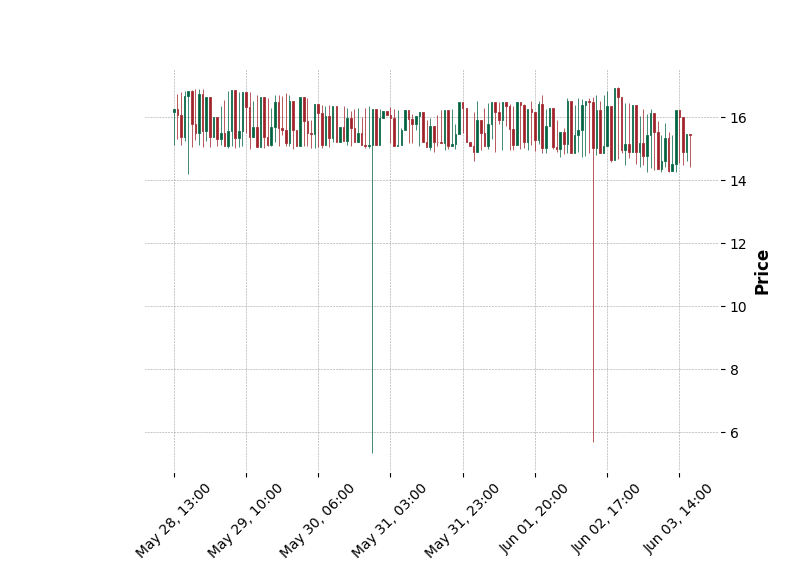 16
14
12
10
8
6
Price
May 28, 13:00
May 29, 10:00
May 30, 06:00
May 31, 03:00
May 31, 23:00
Jun 01, 20:00
Jun 02, 17:00
Jun 03, 14:00